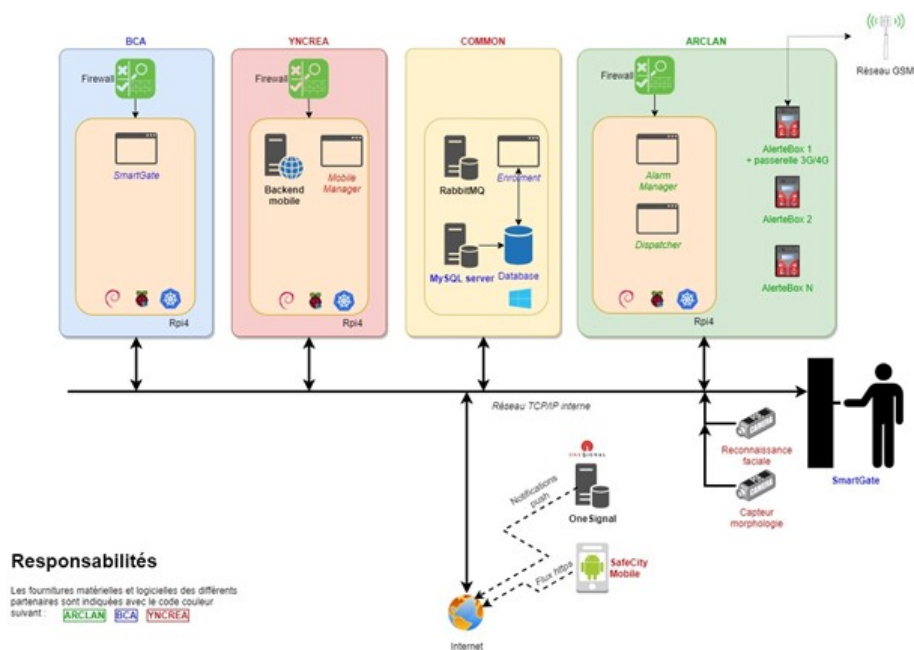 BCA
YNCREA
COMMON
ARCLAN
Réseau GSM
Firewall
Firewall
Firewall
SmartGate
Backend
mobile
Mobile
Manager
RabbitMQ
Enrolment
MySQL server
Database
Alarm
Manager
Dispatcher
AlerteBox 1
+ passerelle 3G/4G
AlerteBox 2
AlerteBox N
Rpi4
Rpi4
Rpi4
Réseau TCP/IP interne
CAMERA
Reconnaissance
faciale
CAMERA
Capteur
morphologie
SmartGate
ONESIGNAL
OneSignal
Notifications
push
Flux https
SafeCity
Mobile
Internet
Responsabilités
Les fournitures matérielles et logicielles des différents
partenaires sont indiquées avec le code couleur
suivant : ARCLAN BCA YNCREA